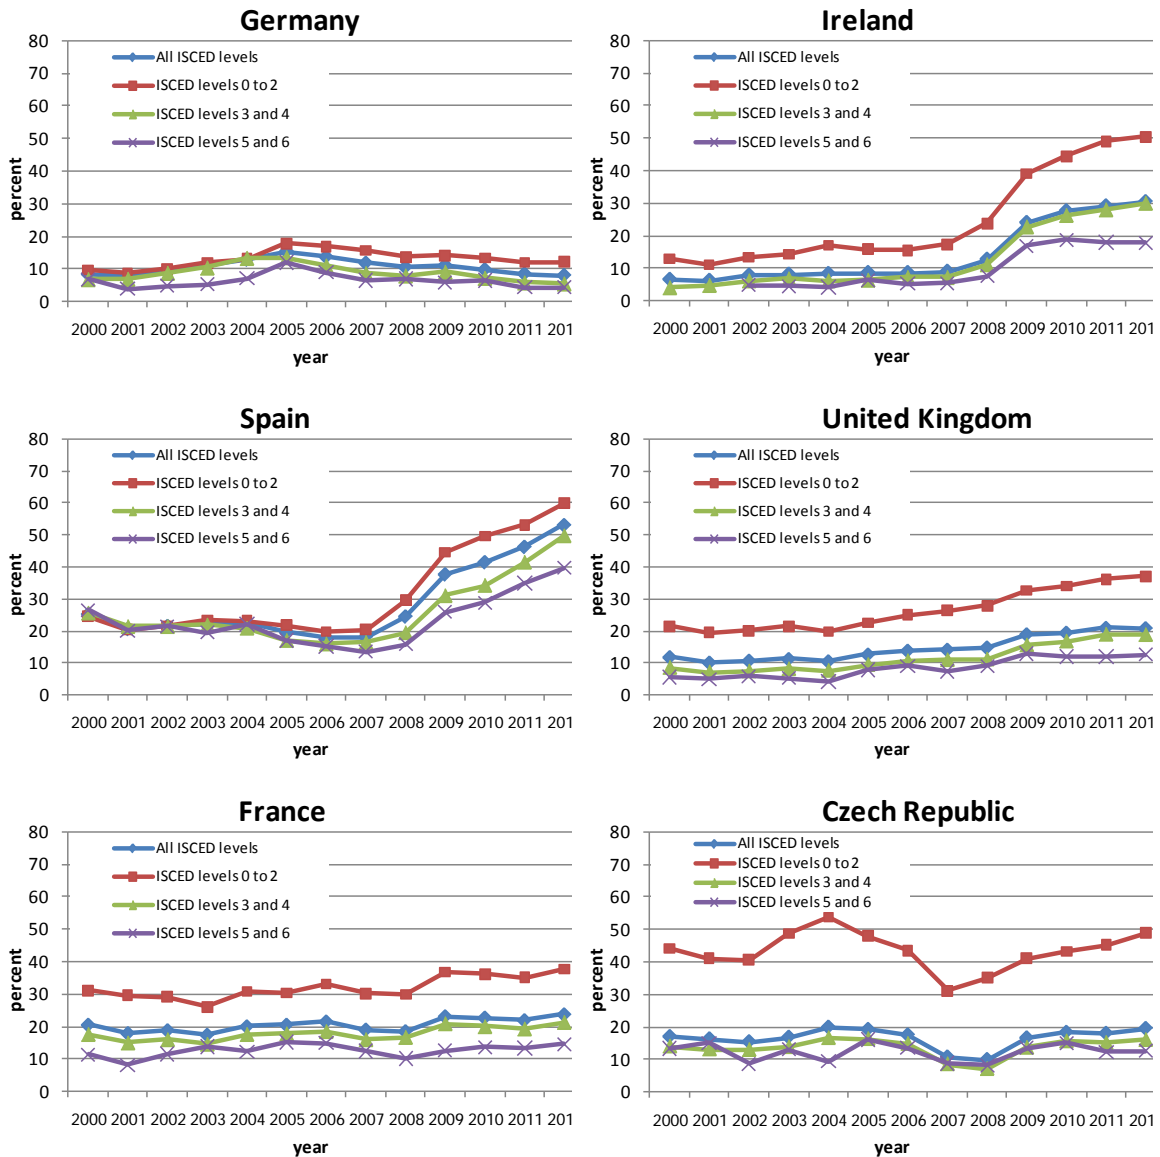 Germany
80
70
60
50
40
30
20
10
0
percent
All ISCED levels
ISCED levels 0 to 2
ISCED levels 3 and 4
ISCED levels 5 and 6
2000 2001 2002 2003 2004 2005 2006 2007 2008 2009 2010 2011 201
year
Ireland
80
70
60
50
40
30
20
10
0
percent
All ISCED levels
ISCED levels 0 to 2
ISCED levels 3 and 4
ISCED levels 5 and 6
2000 2001 2002 2003 2004 2005 2006 2007 2008 2009 2010 2011 201
year
Spain
80
70
60
50
40
30
20
10
0
percent
All ISCED levels
ISCED levels 0 to 2
ISCED levels 3 and 4
ISCED levels 5 and 6
2000 2001 2002 2003 2004 2005 2006 2007 2008 2009 2010 2011 201
year
United Kingdom
80
70
60
50
40
30
20
10
0
percent
All ISCED levels
ISCED levels 0 to 2
ISCED levels 3 and 4
ISCED levels 5 and 6
2000 2001 2002 2003 2004 2005 2006 2007 2008 2009 2010 2011 201
year
France
80
70
60
50
40
30
20
10
0
percent
All ISCED levels
ISCED levels 0 to 2
ISCED levels 3 and 4
ISCED levels 5 and 6
2000 2001 2002 2003 2004 2005 2006 2007 2008 2009 2010 2011 201
year
Czech Republic
80
70
60
50
40
30
20
10
0
percent
All ISCED levels
ISCED levels 0 to 2
ISCED levels 3 and 4
ISCED levels 5 and 6
2000 2001 2002 2003 2004 2005 2006 2007 2008 2009 2010 2011 201
year